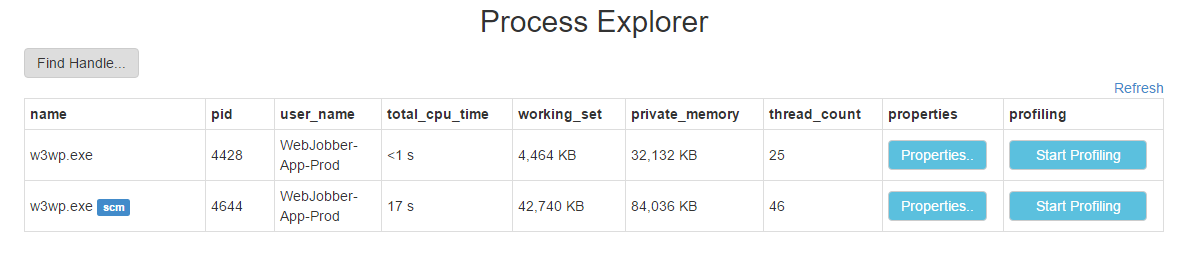 Process Explorer
Find Handle...
Refresh
name pid user_name total_cpu_time working_set private_memory thread_count properties profiling
w3wp.exe 4428 WebJobber-App-Prod <1 s 4,464 KB 32,132 KB 25 Properties.. Start Profiling
w3wp.exe scm 4644 WebJobber-App-Prod 17 s 42,740 KB 84,036 KB 46 Properties.. Start Profiling